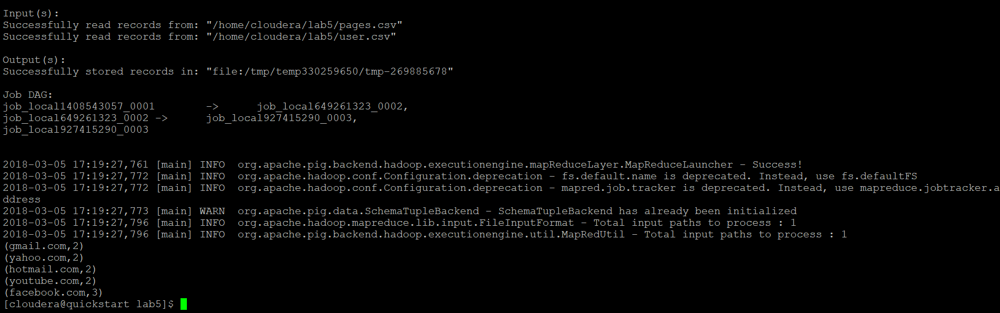 Input(s):
Successfully read records from: "/home/cloudera/lab5/pages.csv"
Successfully read records from: "/home/cloudera/lab5/user.csv"
Output(s):
Successfully stored records in: "file:/tmp/temp330259650/tmp-269885678"
Job DAG:
job_local1408543057_0001        ->      job_local649261323_0002,
job_local649261323_0002 ->      job_local927415290_0003,
job_local927415290_0003
2018-03-05 17:19:27,761 [main] INFO  org.apache.pig.backend.hadoop.executionengine.mapReduceLayer.MapReduceLauncher - Success!
2018-03-05 17:19:27,772 [main] INFO  org.apache.hadoop.conf.Configuration.deprecation - fs.default.name is deprecated. Instead, use fs.defaultFS
2018-03-05 17:19:27,772 [main] INFO  org.apache.hadoop.conf.Configuration.deprecation - mapred.job.tracker is deprecated. Instead, use mapreduce.jobtracker.a
ddress
2018-03-05 17:19:27,773 [main] WARN  org.apache.pig.data.SchemaTupleBackend - SchemaTupleBackend has already been initialized
2018-03-05 17:19:27,796 [main] INFO  org.apache.hadoop.mapreduce.lib.input.FileInputFormat - Total input paths to process : 1
2018-03-05 17:19:27,796 [main] INFO  org.apache.pig.backend.hadoop.executionengine.util.MapRedUtil - Total input paths to process : 1
(gmail.com,2)
(yahoo.com,2)
(hotmail.com,2)
(youtube.com,2)
(facebook.com,3)
[cloudera@quickstart lab5]$